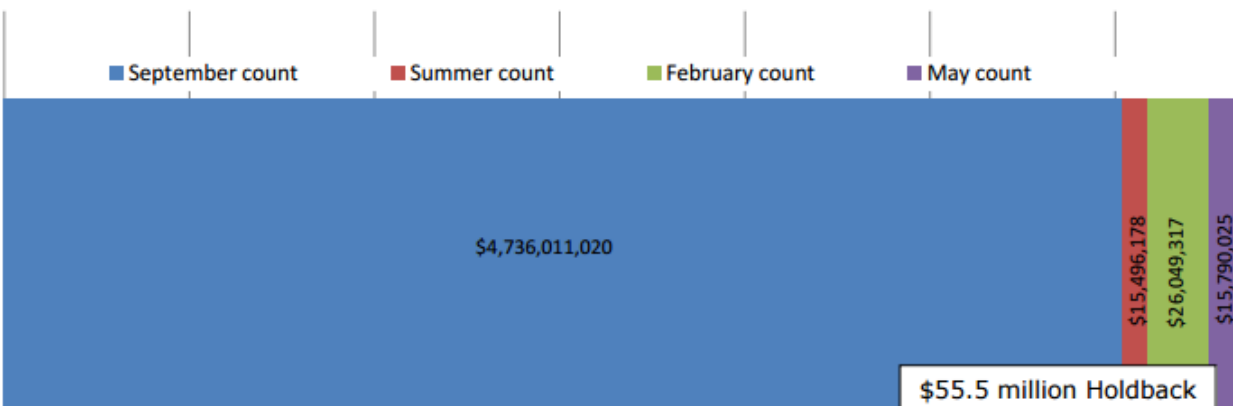 September count
Summer count
February count
May count
$4,736,011,020
$15,496,178
$26,049,317
$15,790,025
$55.5 million Holdback